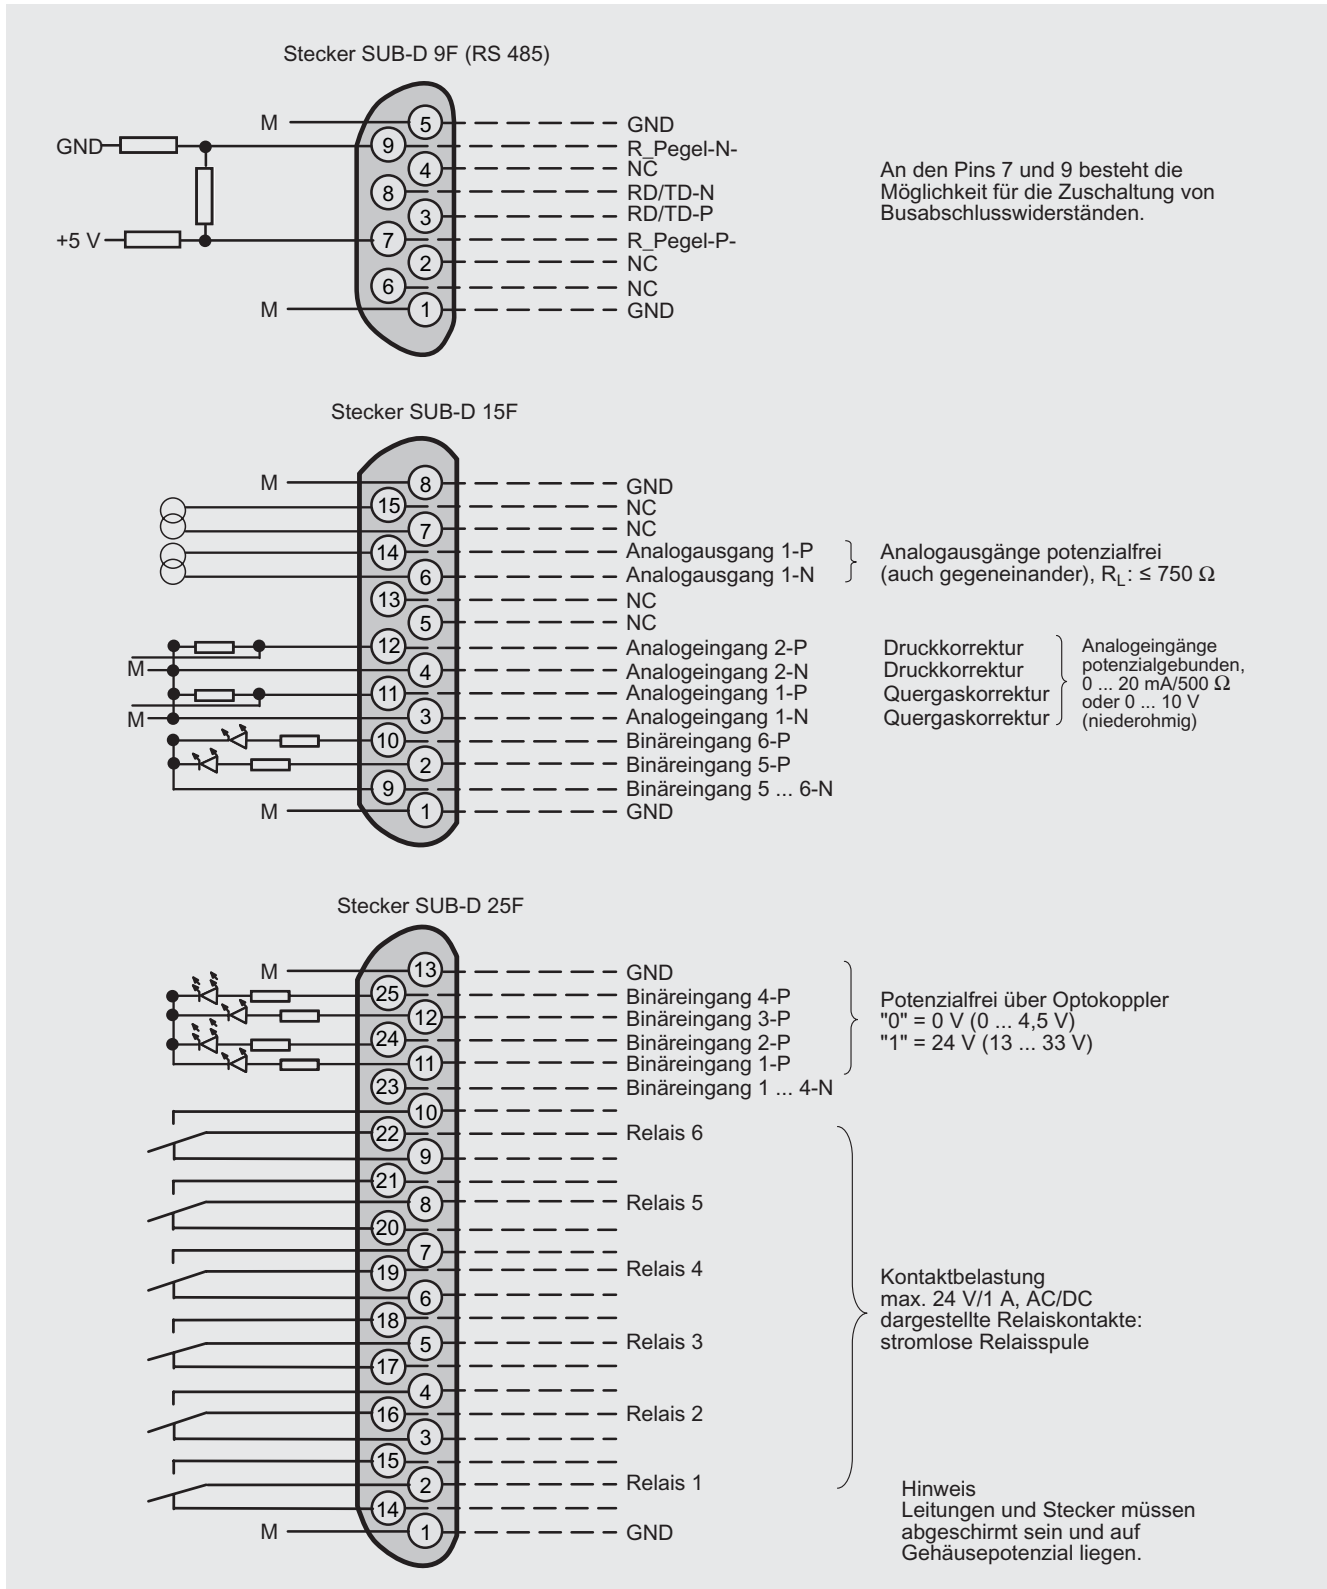 Stecker SUB-D 9F (RS 485)
M 5 GND
GND 9 R_Pegel-N-
4 NC
8 RD/TD-N
3 RD/TD-P
+5 V 7 R_Pegel-P-
2 NC
6 NC
M 1 GND
An den Pins 7 und 9 besteht die
Möglichkeit für die Zuschaltung von
Busabschlusswiderständen.
Stecker SUB-D 15F
M 8 GND
15 NC
7 NC
14 Analogausgang 1-P
6 Analogausgang 1-N
Analogausgänge potenzialfrei
(auch gegeneinander), RL: ≤ 750 Ω
13 NC
5 NC
12 Analogeingang 2-P Druckkorrektur
M 4 Analogeingang 2-N Druckkorrektur
11 Analogeingang 1-P Quergaskorrektur
M 3 Analogeingang 1-N Quergaskorrektur
Analogeingänge
potenzialgebunden,
0 ... 20 mA/500 Ω
oder 0 ... 10 V
(niederohmig)
10 Binäreingang 6-P
2 Binäreingang 5-P
9 Binäreingang 5 ... 6-N
M 1 GND
Stecker SUB-D 25F
M 13 GND
25 Binäreingang 4-P
12 Binäreingang 3-P
24 Binäreingang 2-P
11 Binäreingang 1-P
23 Binäreingang 1 ... 4-N
Potenzialfrei über Optokoppler
"0" = 0 V (0 ... 4,5 V)
"1" = 24 V (13 ... 33 V)
10
22 Relais 6
9
21
8 Relais 5
20
7
19 Relais 4
6
18
5 Relais 3
17
4
16 Relais 2
3
15
2 Relais 1
14
M 1 GND
Kontaktbelastung
max. 24 V/1 A, AC/DC
dargestellte Relaiskontakte:
stromlose Relaisspule
Hinweis
Leitungen und Stecker müssen
abgeschirmt sein und auf
Gehäusepotenzial liegen.